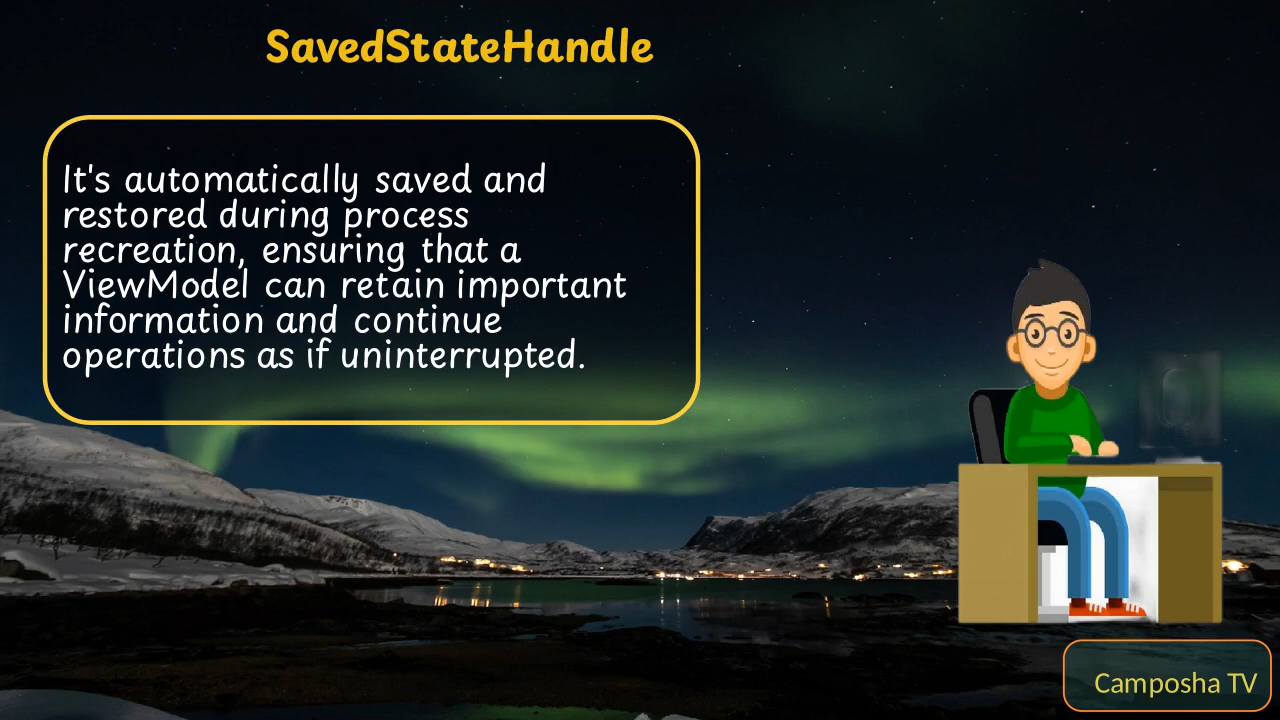 SavedStateHandle
It's automatically saved and
restored during process
recreation, ensuring that a
ViewModel can retain important
information and continue
operations as if uninterrupted.
Camposha TV